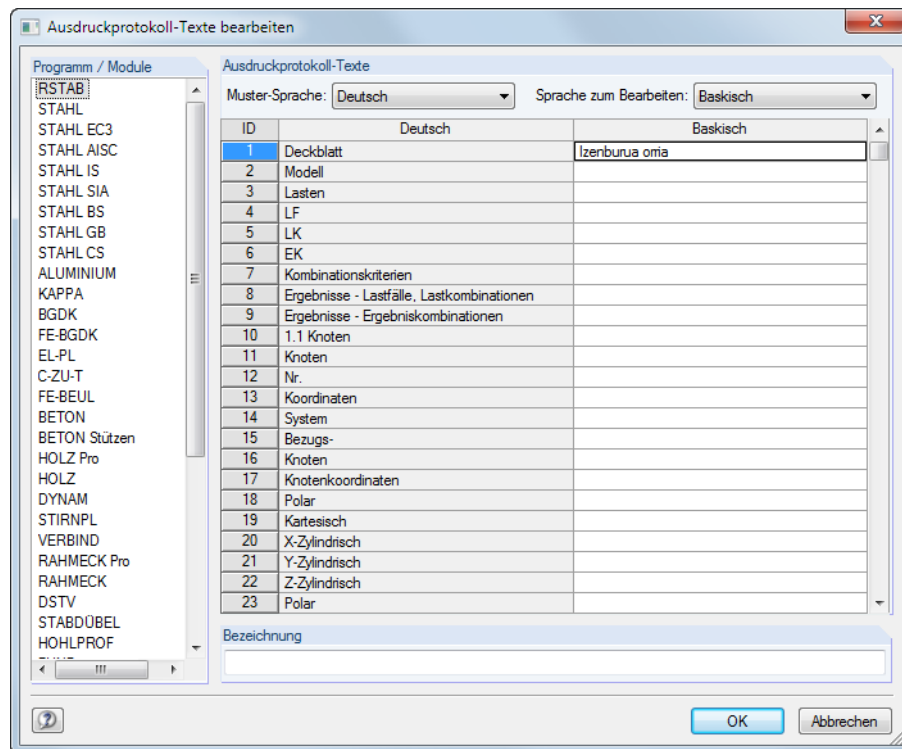 Ausdruckprotokoll-Texte bearbeiten
Programm / Module
RSTAB
STAHL
STAHL EC3
STAHL AISC
STAHL IS
STAHL SIA
STAHL BS
STAHL GB
STAHL CS
ALUMINIUM
KAPPA
BGDK
FE-BGDK
EL-PL
C-ZU-T
FE-BEUL
BETON
BETON Stützen
HOLZ Pro
HOLZ
DYNAM
STIRNPL
VERBIND
RAHMECK Pro
RAHMECK
DSTV
STABDÜBEL
HOHLPROF
Ausdruckprotokoll-Texte
Muster-Sprache: Deutsch Sprache zum Bearbeiten: Baskisch
ID Deutsch Baskisch
1 Deckblatt Izenburua orria
2 Modell
3 Lasten
4 LF
5 LK
6 EK
7 Kombinationskriterien
8 Ergebnisse - Lastfälle, Lastkombinationen
9 Ergebnisse - Ergebniskombinationen
10 1.1 Knoten
11 Knoten
12 Nr.
13 Koordinaten
14 System
15 Bezugs-
16 Knoten
17 Knotenkoordinaten
18 Polar
19 Kartesisch
20 X-Zylindrisch
21 Y-Zylindrisch
22 Z-Zylindrisch
23 Polar
Bezeichnung
OK Abbrechen